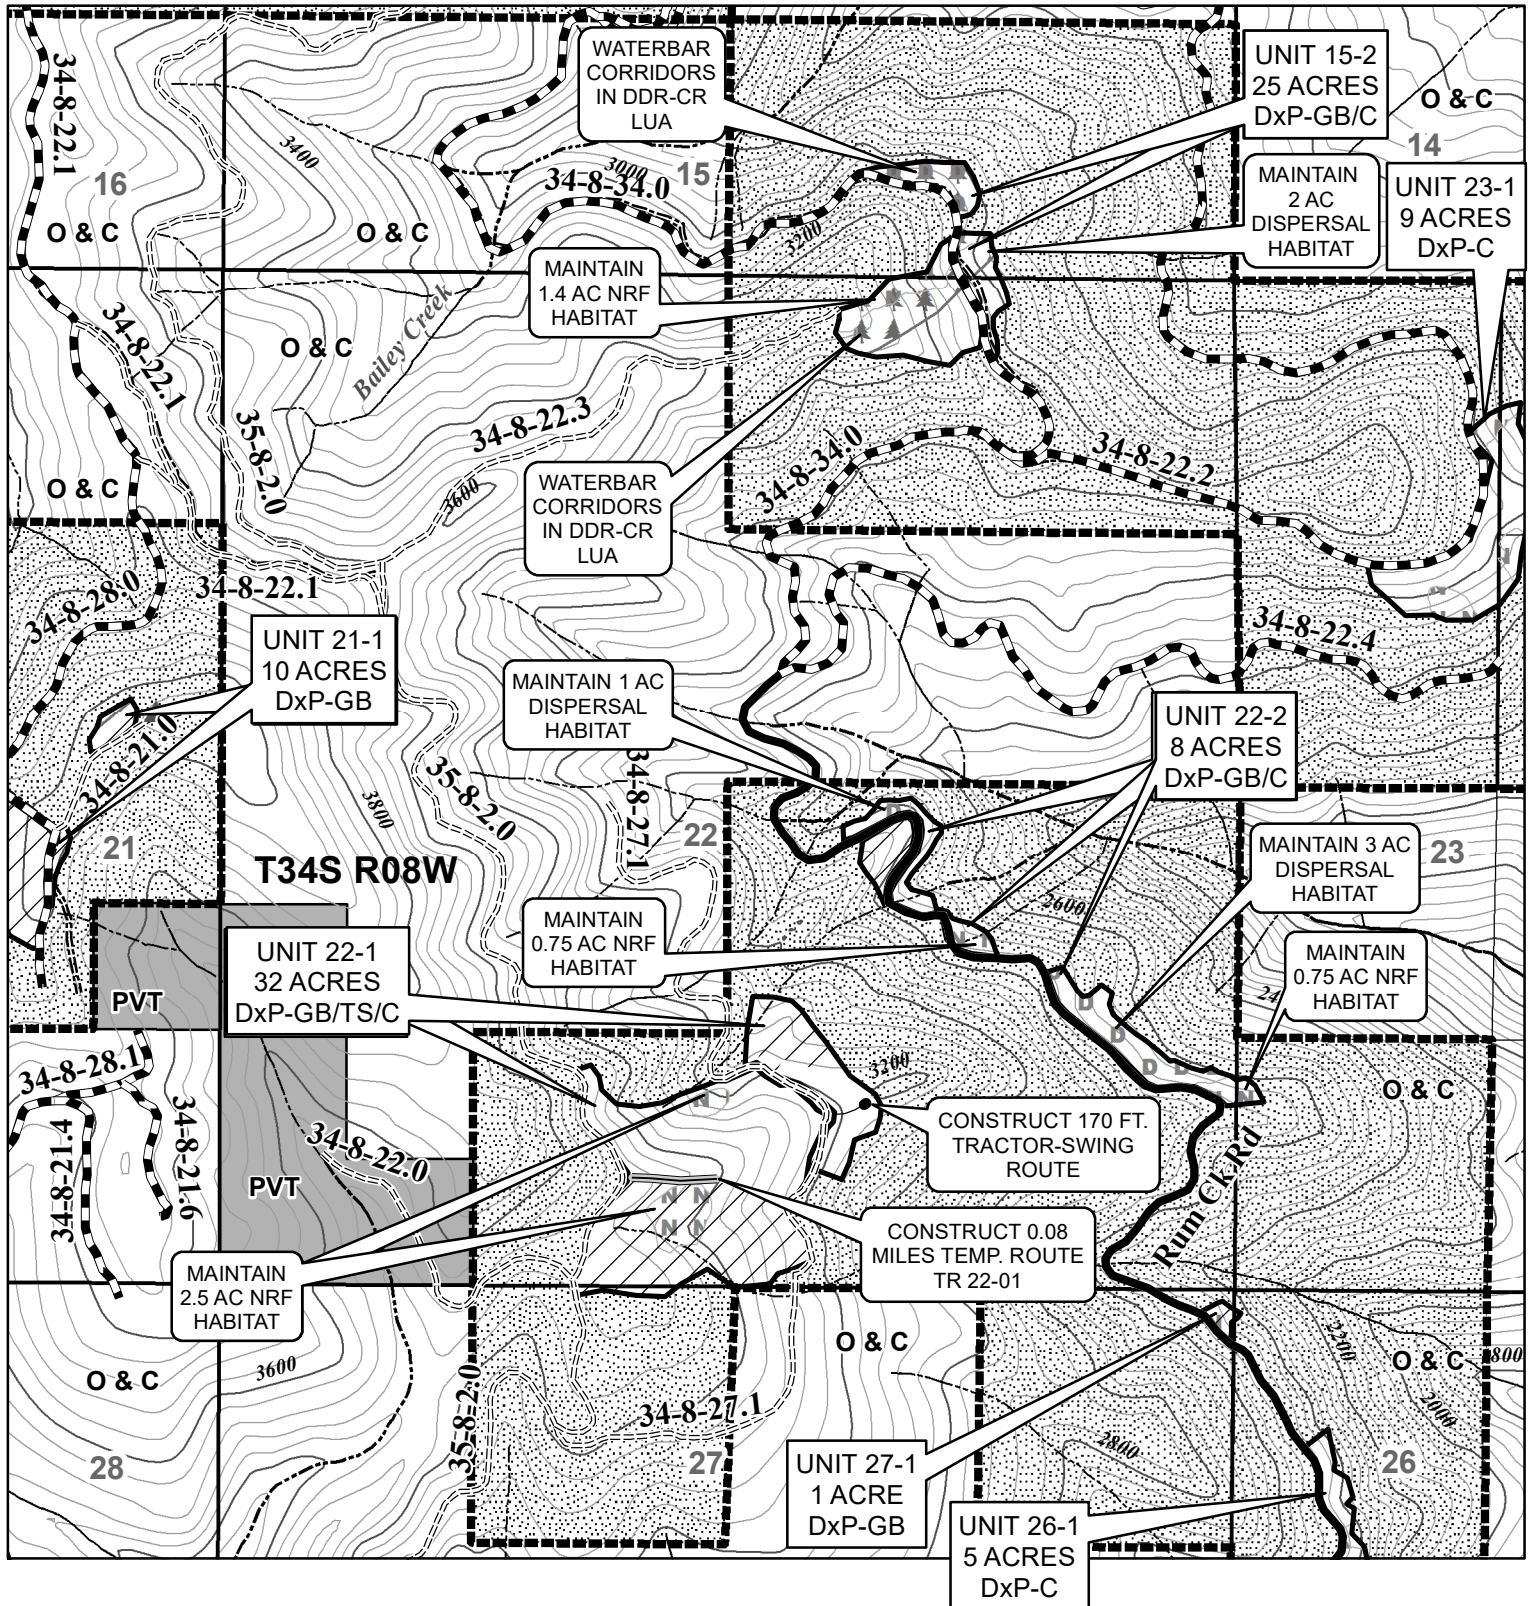 WATERBAR
CORRIDORS
IN DDR-CR
LUA
UNIT 15-2
25 ACRES
DxP-GB/C
O & C
14
34-8-22.1
16
O & C
3400
O & C
3000
34-8-34.0
15
3200
MAINTAIN
2 AC
DISPERSAL
HABITAT
UNIT 23-1
9 ACRES
DxP-C
MAINTAIN
1.4 AC NRF
HABITAT
34-8-22.1
O & C
Bailey Creek
35-8-2.0
34-8-22.3
3600
O & C
WATERBAR
CORRIDORS
IN DDR-CR
LUA
34-8-34.0
34-8-22.2
34-8-28.0
34-8-22.1
34-8-22.4
UNIT 21-1
10 ACRES
DxP-GB
MAINTAIN 1 AC
DISPERSAL
HABITAT
UNIT 22-2
8 ACRES
DxP-GB/C
34-8-21.0
3800
35-8-2.0
34-8-27.1
22
21
T34S R08W
MAINTAIN 3 AC
DISPERSAL
HABITAT
23
2600
MAINTAIN
0.75 AC NRF
HABITAT
UNIT 22-1
32 ACRES
DxP-GB/TS/C
MAINTAIN
0.75 AC NRF
HABITAT
PVT
D
D
D
D
D
D
N
N
34-8-28.1
34-8-21.4
34-8-21.6
34-8-22.0
PVT
3200
O & C
CONSTRUCT 170 FT.
TRACTOR-SWING
ROUTE
N
N N
N N
Rum Ck Rd
CONSTRUCT 0.08
MILES TEMP. ROUTE
TR 22-01
MAINTAIN
2.5 AC NRF
HABITAT
O & C
3600
O & C
2200
O & C
800
2000
35-8-2.0
34-8-27.1
2800
28
27
26
UNIT 27-1
1 ACRE
DxP-GB
UNIT 26-1
5 ACRES
DxP-C